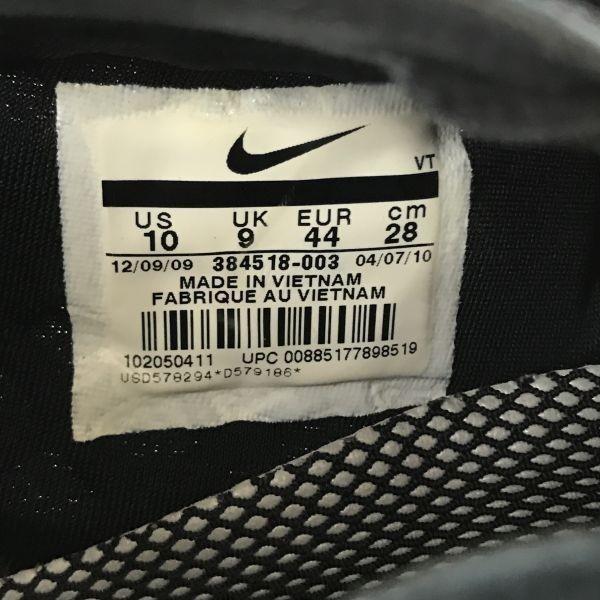 VT
US UK EUR cm
10 9 44 28
12/09/09 384518-003 04/07/10
MADE IN VIETNAM
FABRIQUE AU VIETNAM
102050411 UPC 00885177898519
USD578294*D579186*